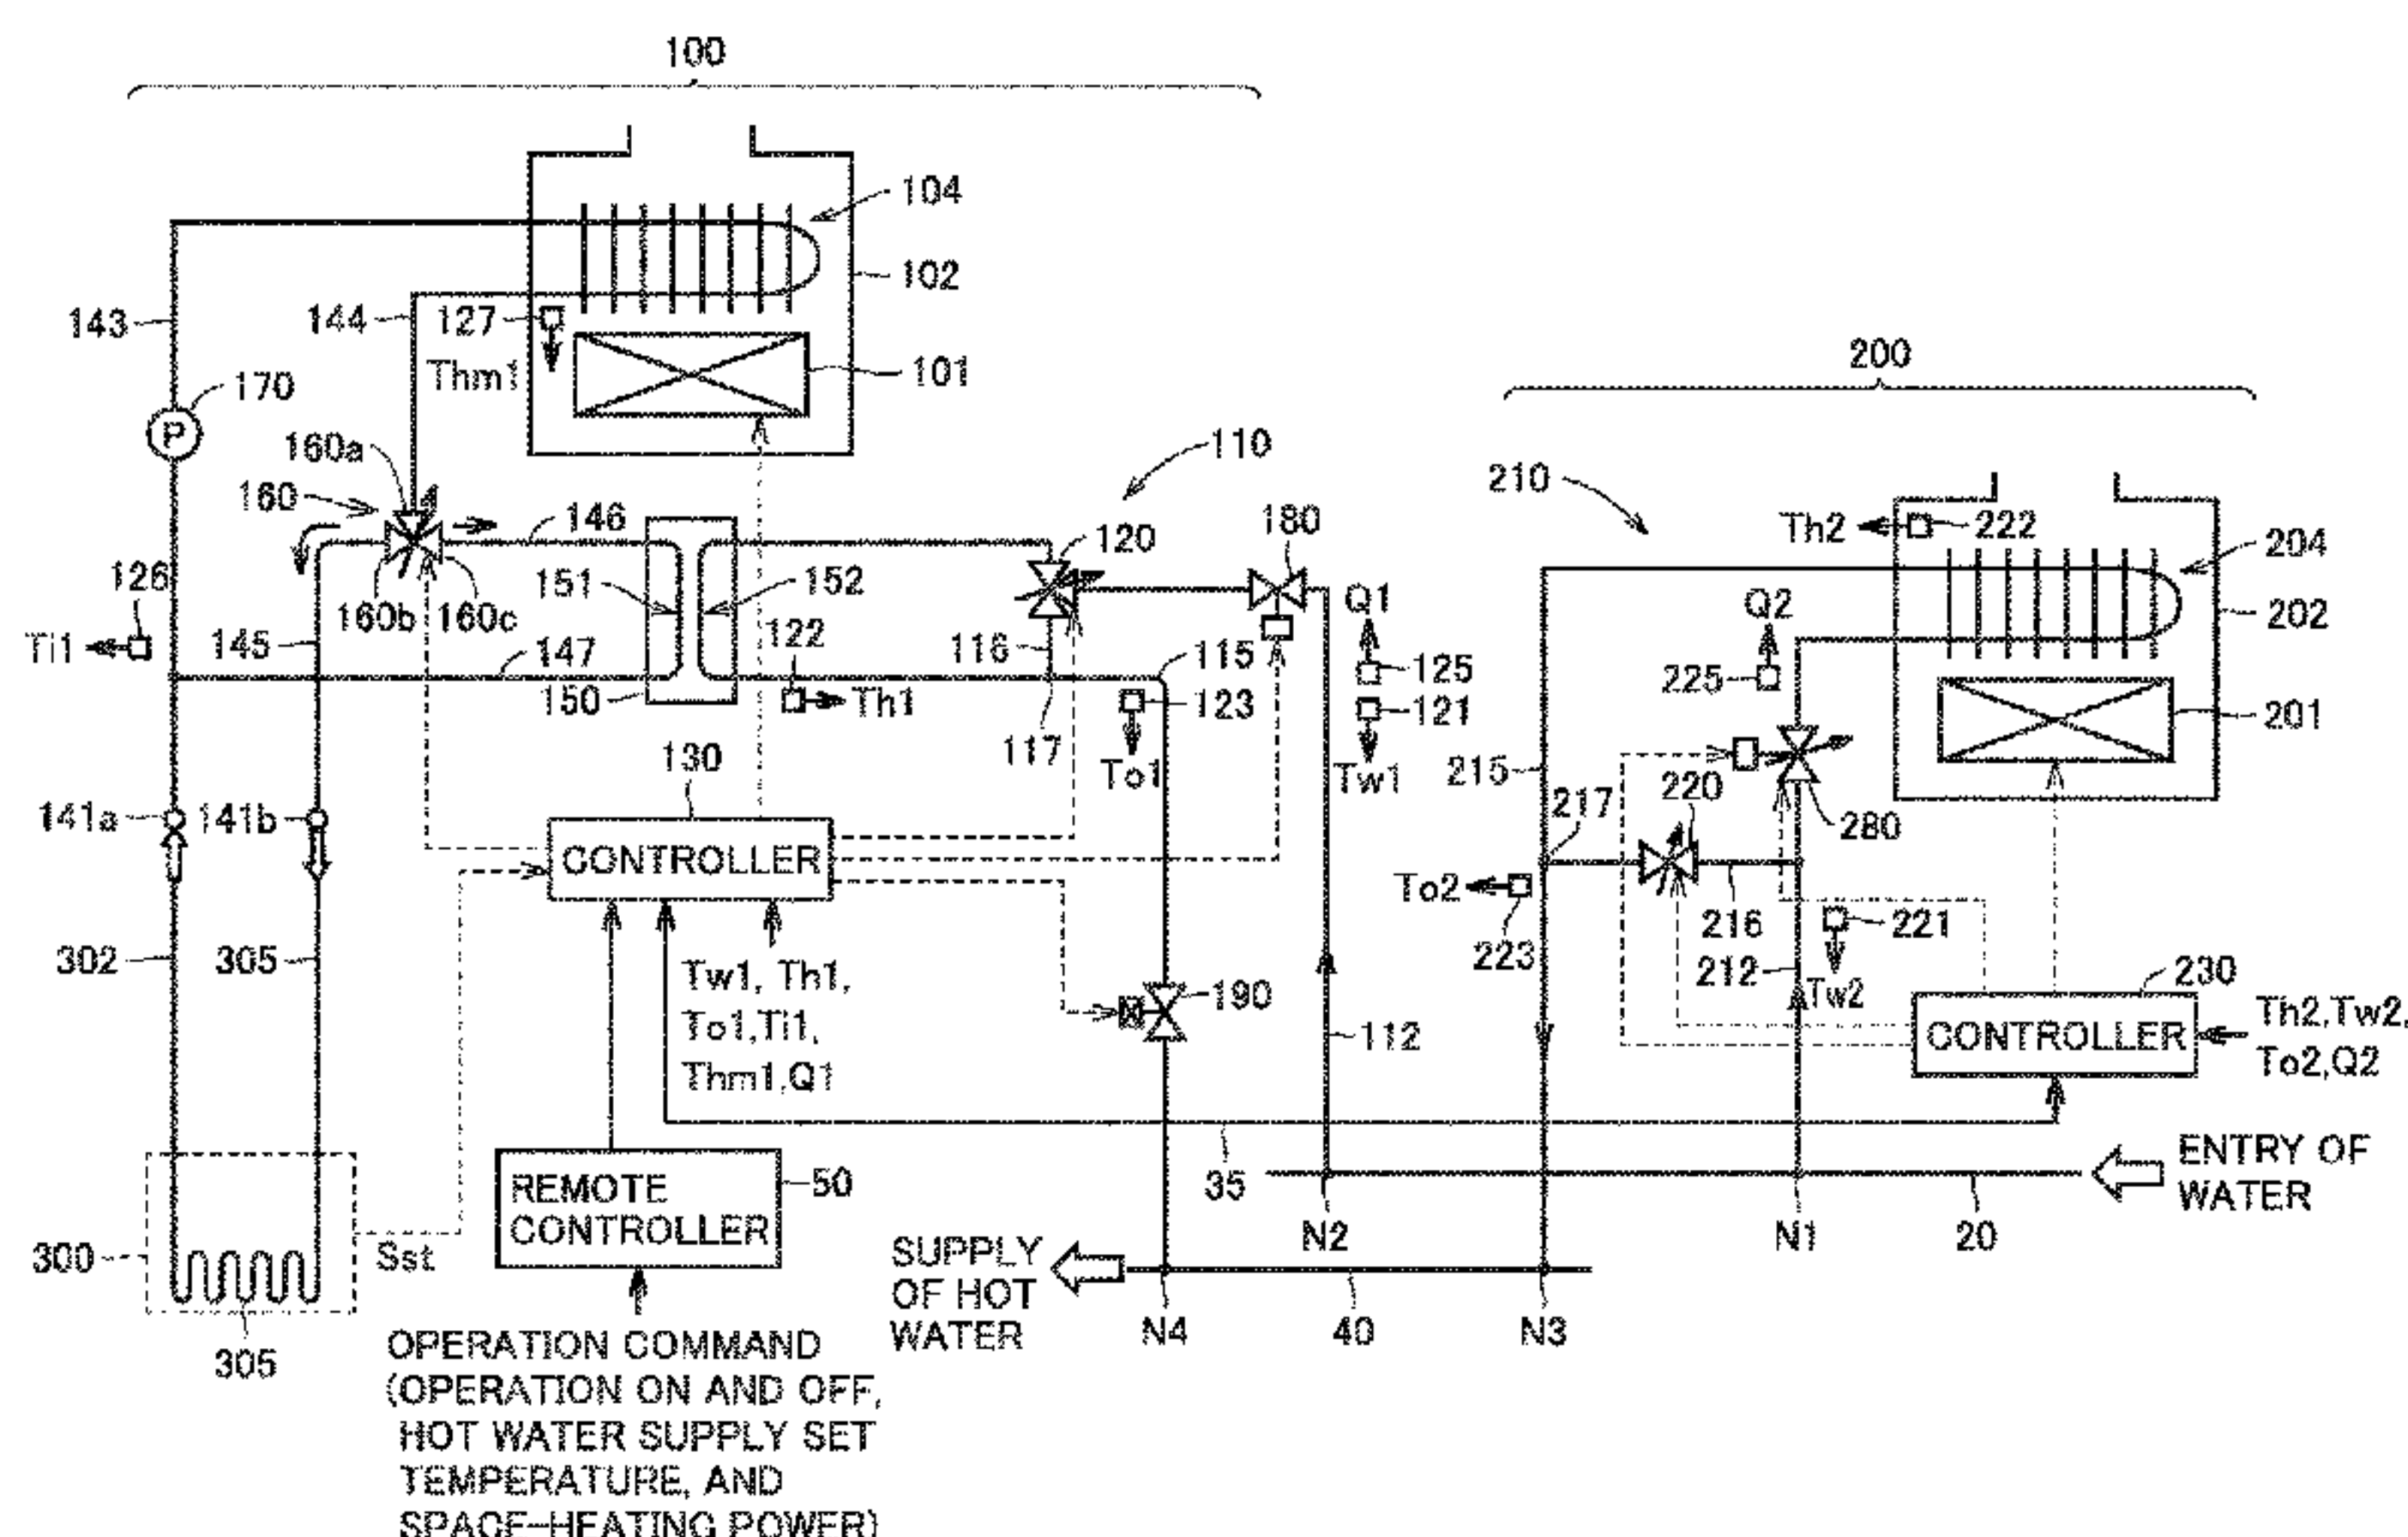 100
104
102
143
144
127
Thm1
101
200
170
160a
110
160
210
146
180
120
Th2
222
204
126
151
152
Q1
Q2
160b
160c
122
202
Ti1
145
147
116
115
125
225
150
Th1
123
121
201
117
130
To1
Tw1
215
220
217
141a
141b
280
CONTROLLER
To2
216
221
223
302
305
Tw1, Th1,
To1,Ti1,
Thm1,Q1
190
212
Tw2
230
CONTROLLER
Th2,Tw2,
To2,Q2
112
REMOTE
CONTROLLER
50
35
ENTRY OF
WATER
N2
N1
20
300
Sst
SUPPLY
OF HOT
WATER
N4
40
N3
305
OPERATION COMMAND
(OPERATION ON AND OFF,
HOT WATER SUPPLY SET
TEMPERATURE, AND
SPACE-HEATING POWER)
P